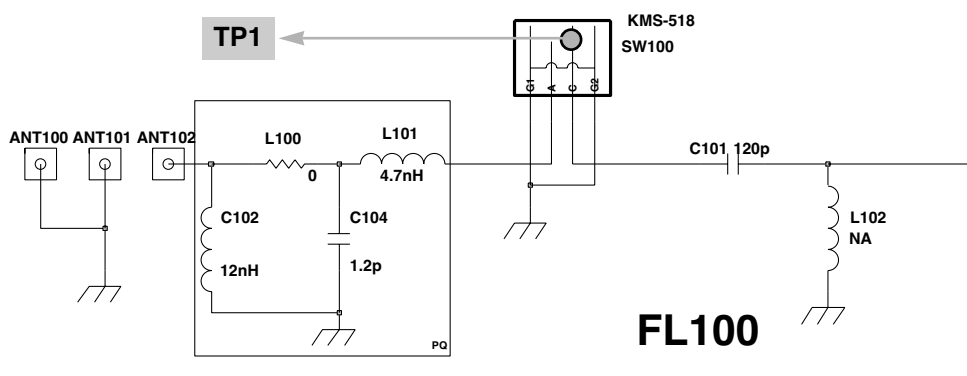 KMS-518
TP1
SW100
G1 A C G2
ANT100 ANT101 ANT102
L100
L101
0
4.7nH
C101 120p
C102
C104
12nH
1.2p
L102
NA
FL100
PQ